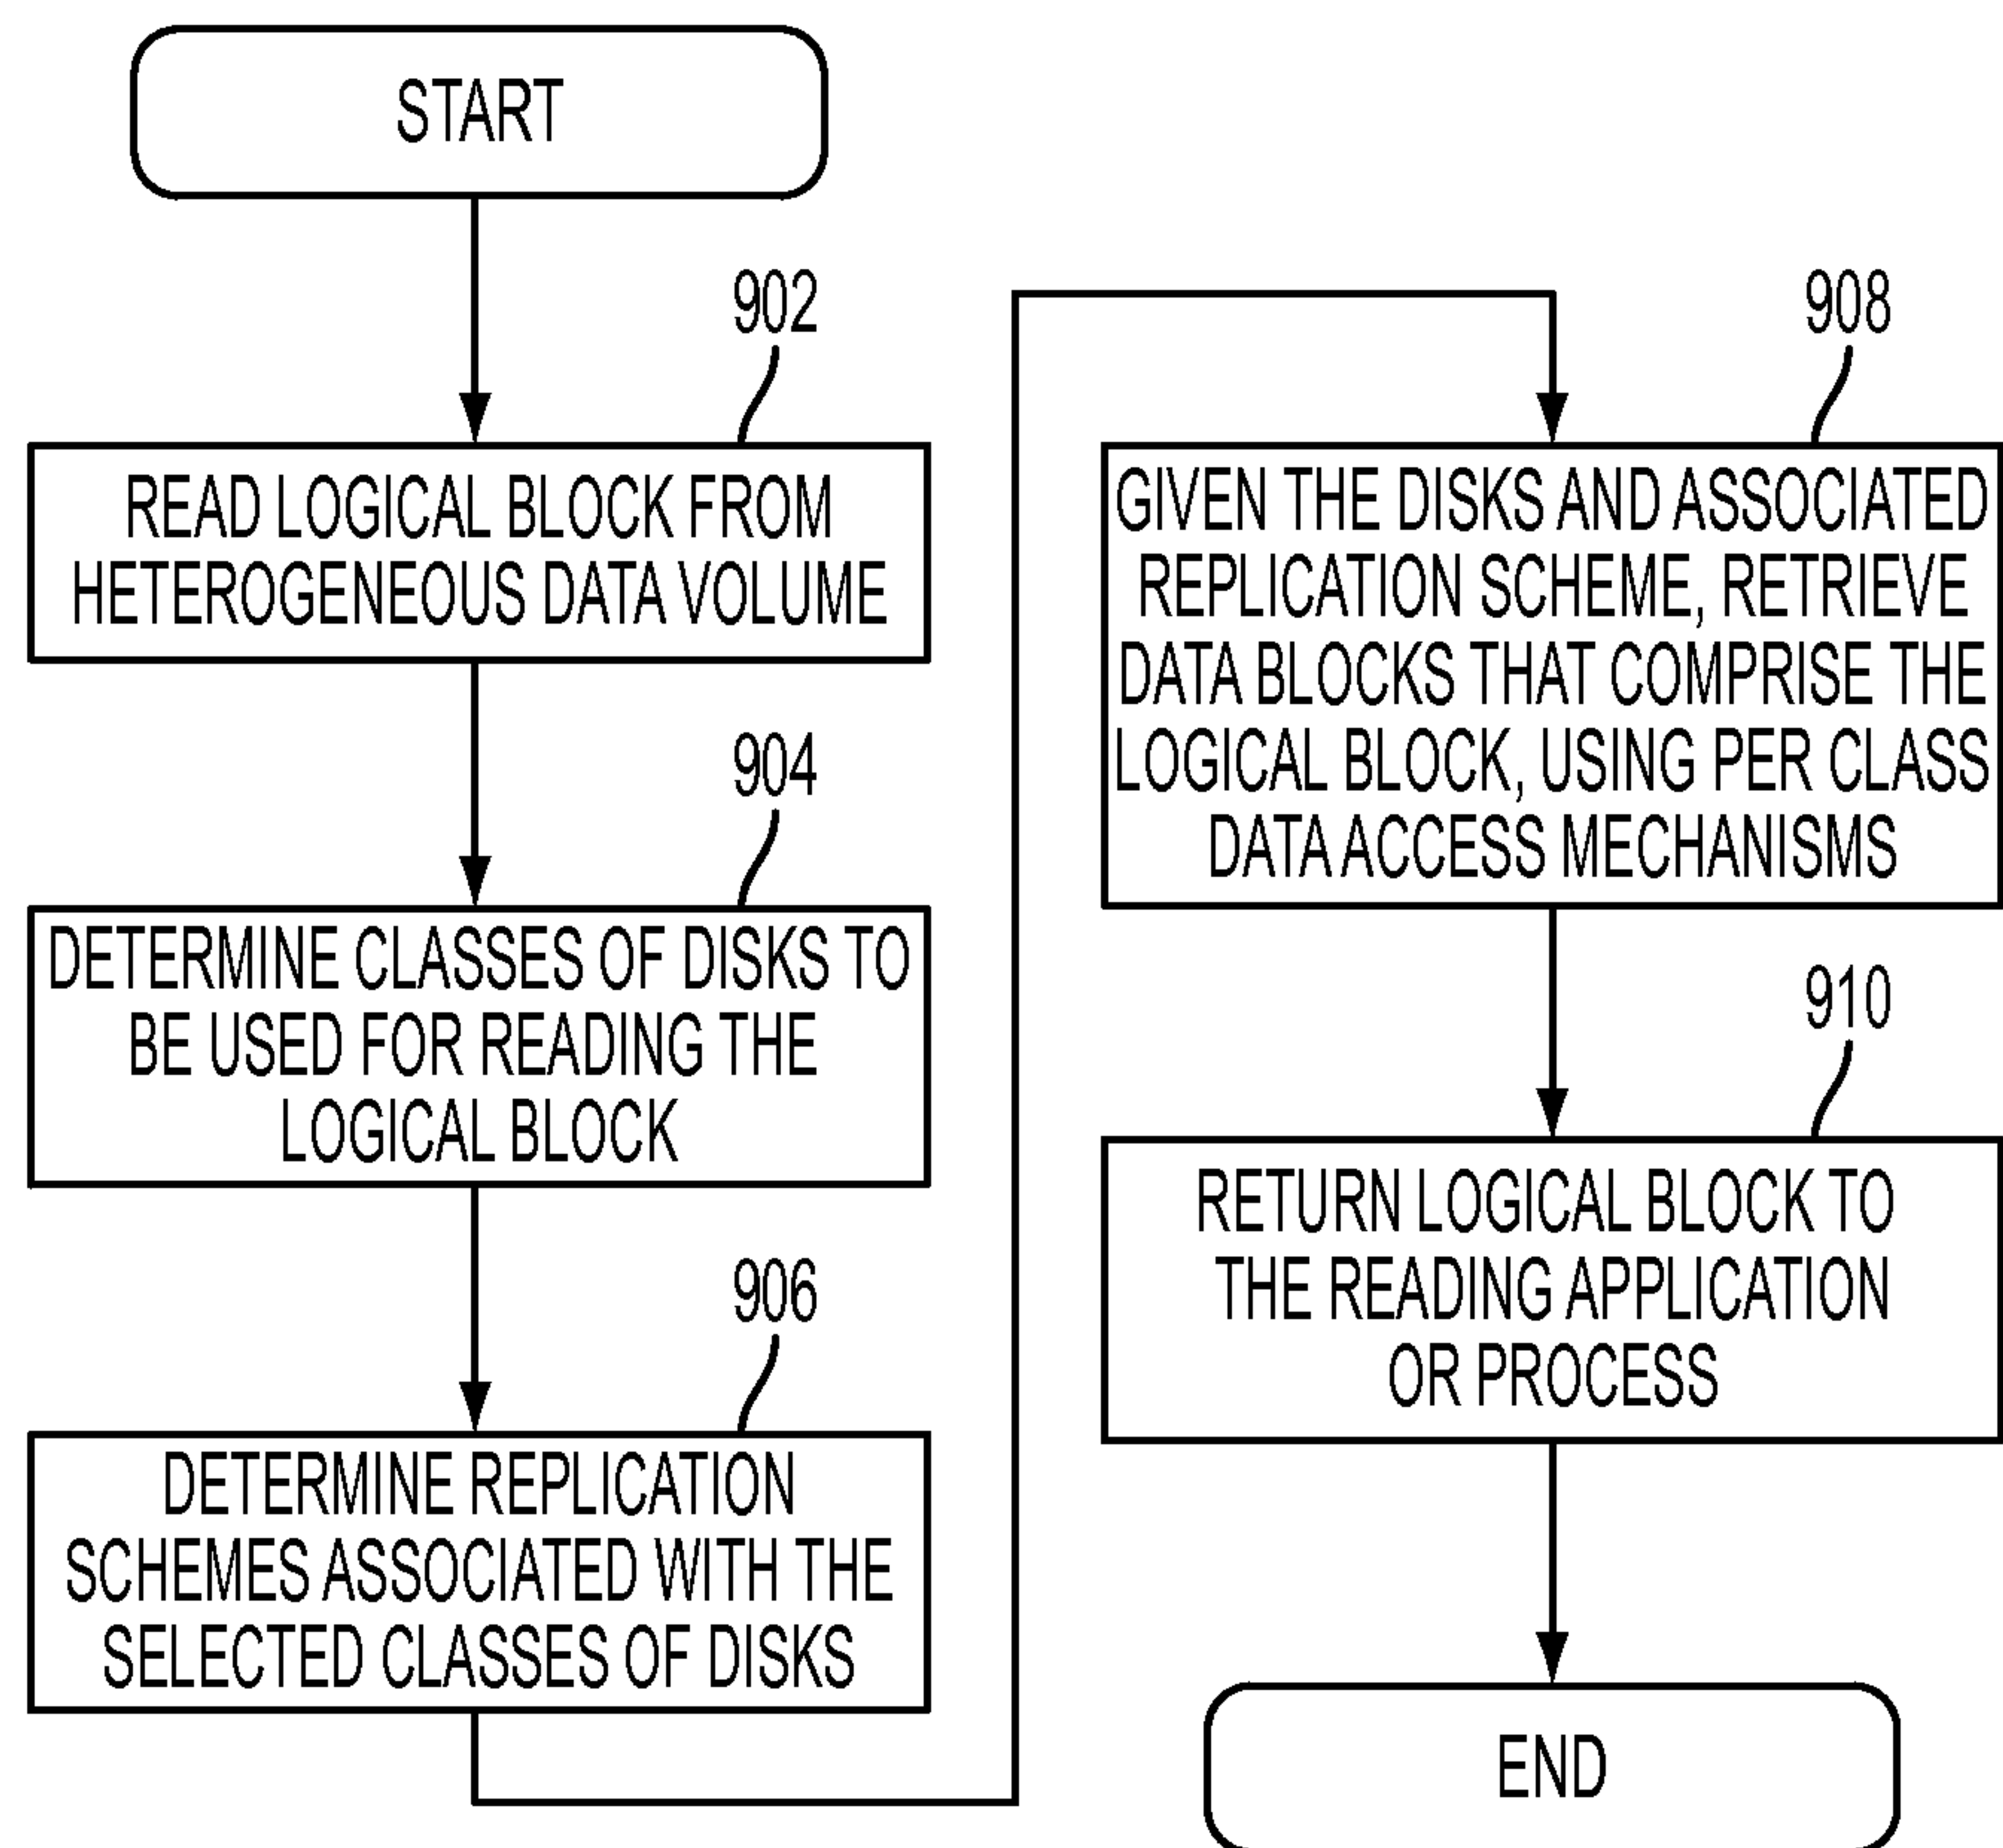 START
902
READ LOGICAL BLOCK FROM
HETEROGENEOUS DATA VOLUME
904
DETERMINE CLASSES OF DISKS TO
BE USED FOR READING THE
LOGICAL BLOCK
906
DETERMINE REPLICATION
SCHEMES ASSOCIATED WITH THE
SELECTED CLASSES OF DISKS
908
GIVEN THE DISKS AND ASSOCIATED
REPLICATION SCHEME, RETRIEVE
DATA BLOCKS THAT COMPRISE THE
LOGICAL BLOCK, USING PER CLASS
DATA ACCESS MECHANISMS
910
RETURN LOGICAL BLOCK TO
THE READING APPLICATION
OR PROCESS
END